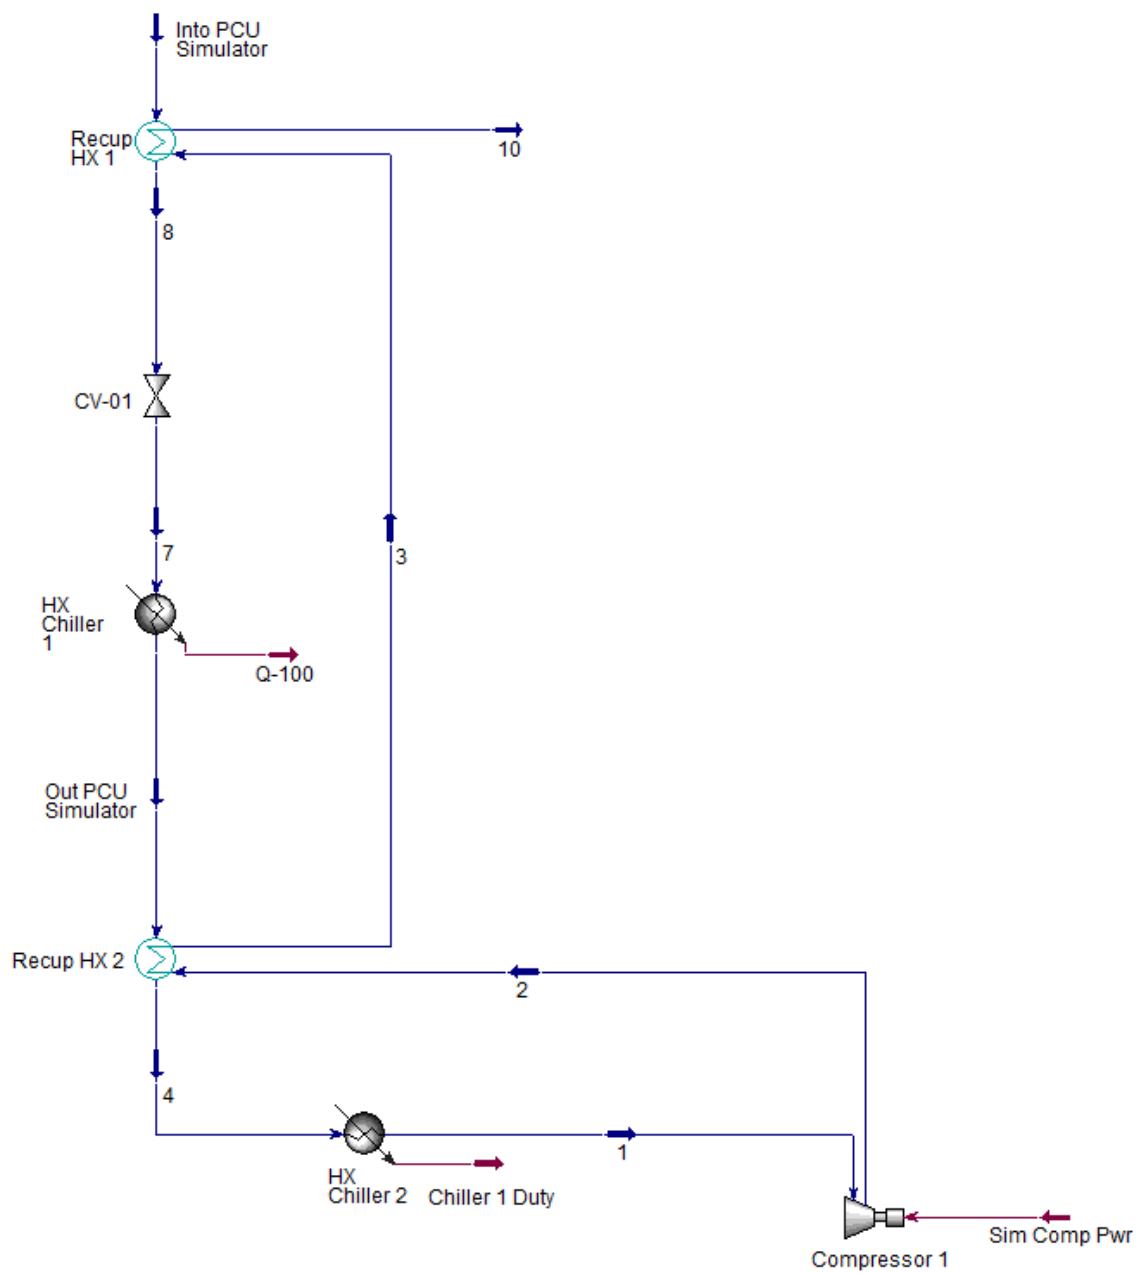 Into PCU
Simulator
Recup
HX 1
10
8
CV-01
7
3
HX
Chiller
1
Q-100
Out PCU
Simulator
Recup HX 2
2
4
1
HX
Chiller 2
Chiller 1 Duty
Sim Comp Pwr
Compressor 1